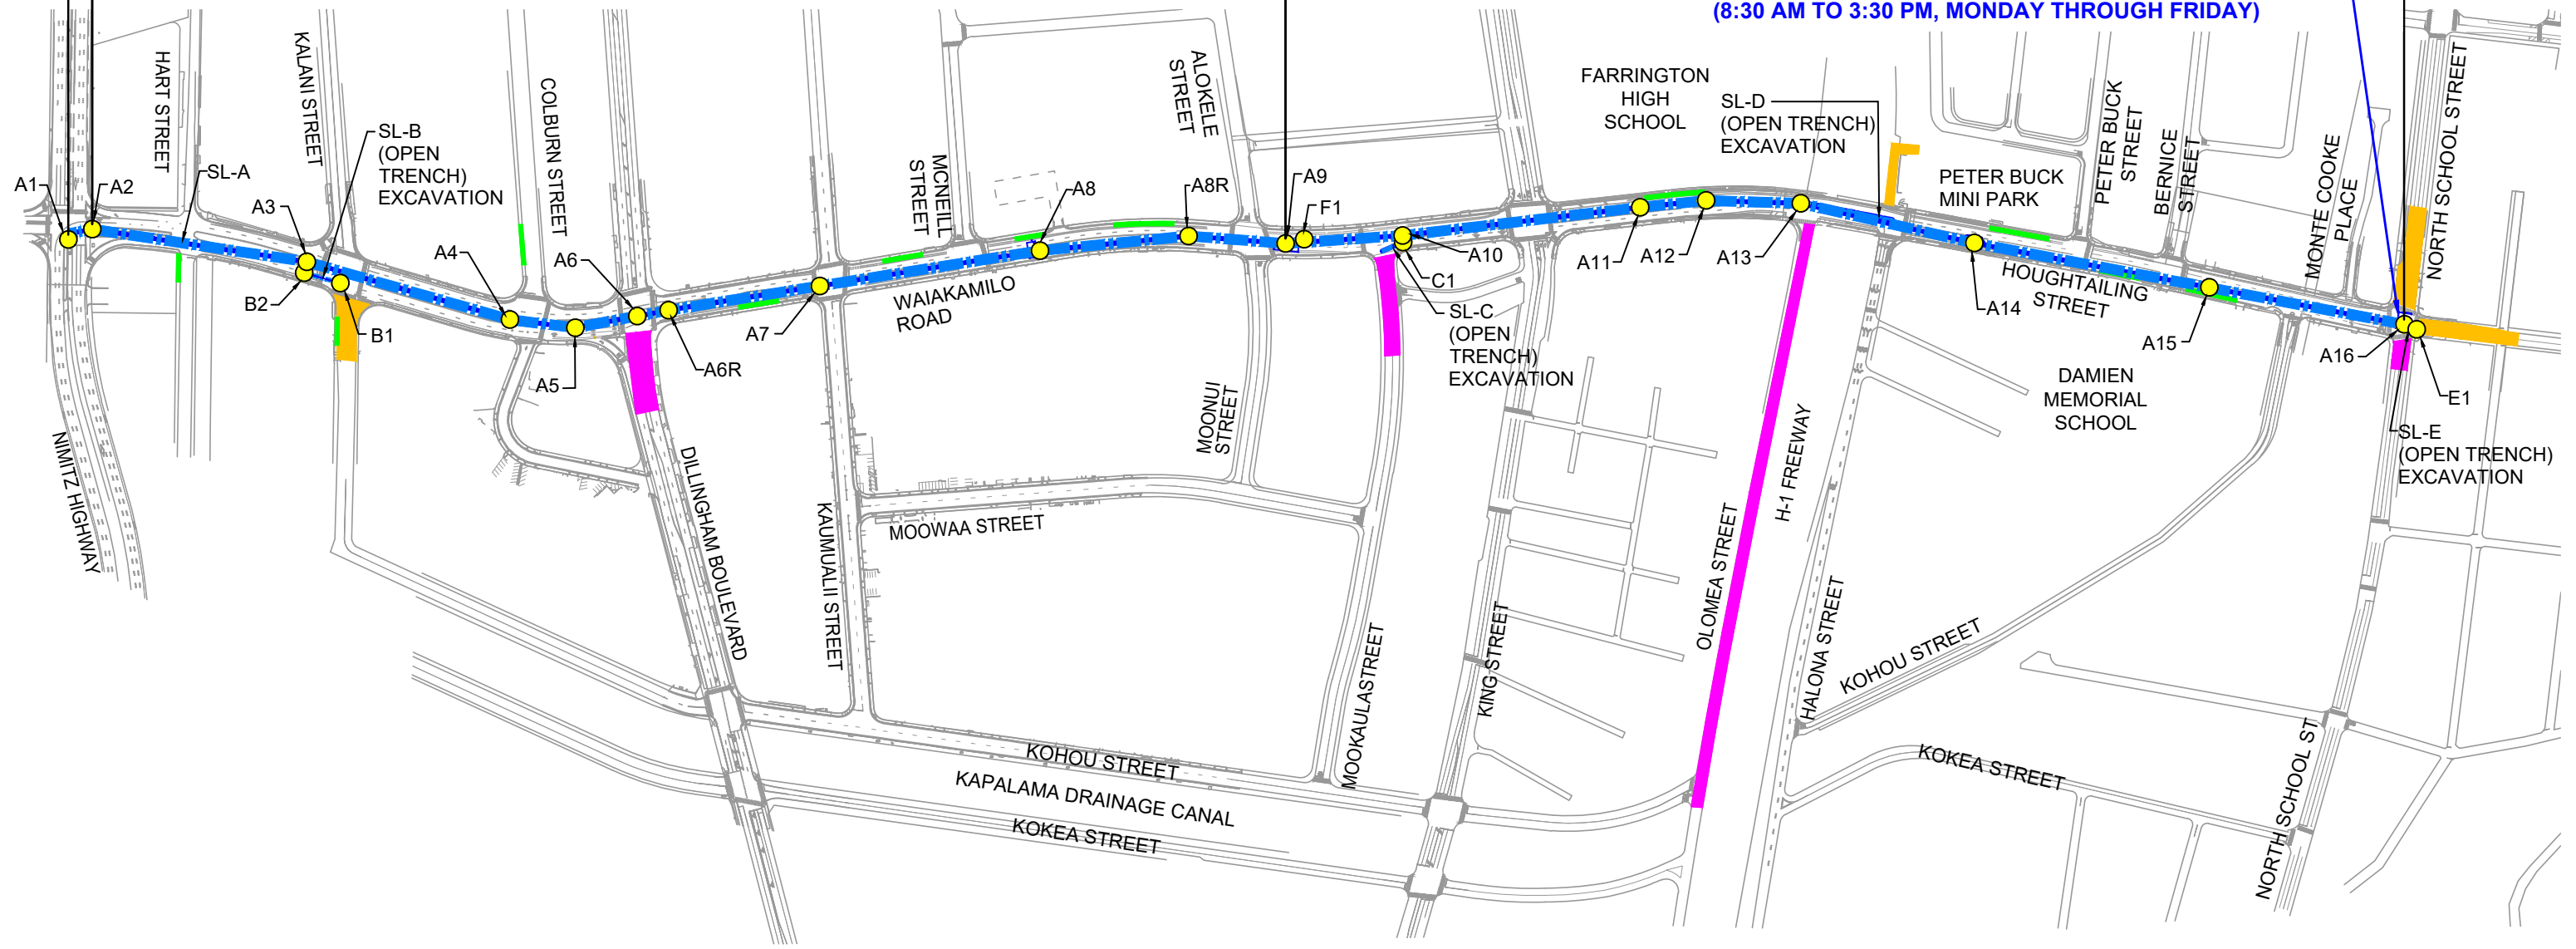 (8:30 AM TO 3:30 PM, MONDAY THROUGH FRIDAY)
HART STREET
KALANI STREET
COLBURN STREET
MCNEILL
STREET
ALOKELE
STREET
FARRINGTON
HIGH
SCHOOL
SL-D
(OPEN TRENCH)
EXCAVATION
PETER BUCK
MINI PARK
PETER BUCK
STREET
BERNICE
STREET
MONTE COOKE
PLACE
NORTH SCHOOL STREET
SL-B
(OPEN
TRENCH)
EXCAVATION
A1
A2
SL-A
A3
B2
B1
A4
A5
A6
A6R
A7
A8
A8R
A9
F1
A10
C1
SL-C
(OPEN
TRENCH)
EXCAVATION
A11
A12
A13
A14
A15
A16
E1
SL-E
(OPEN TRENCH)
EXCAVATION
WAIAKAMILO
ROAD
HOUGHTAILING
STREET
DAMIEN
MEMORIAL
SCHOOL
NIMITZ HIGHWAY
DILLINGHAM BOULEVARD
KAUMUALII STREET
MOONUI
STREET
MOOWAA STREET
MOOKAULASTREET
KING STREET
OLOMEA STREET
H-1 FREEWAY
HALONA STREET
KOHOU STREET
KOHOU STREET
KAPALAMA DRAINAGE CANAL
KOKEA STREET
KOKEA STREET
NORTH SCHOOL ST